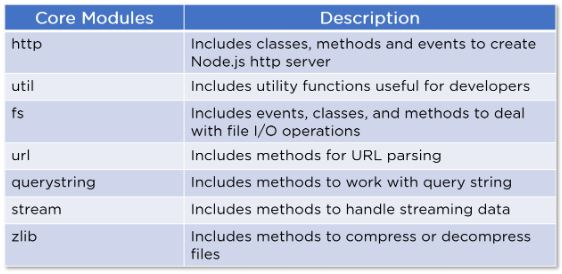 Core Modules Description
http Includes classes, methods and events to create
Node.js http server
util Includes utility functions useful for developers
fs Includes events, classes, and methods to deal
with file I/O operations
url Includes methods for URL parsing
querystring Includes methods to work with query string
stream Includes methods to handle streaming data
zlib Includes methods to compress or decompress
files